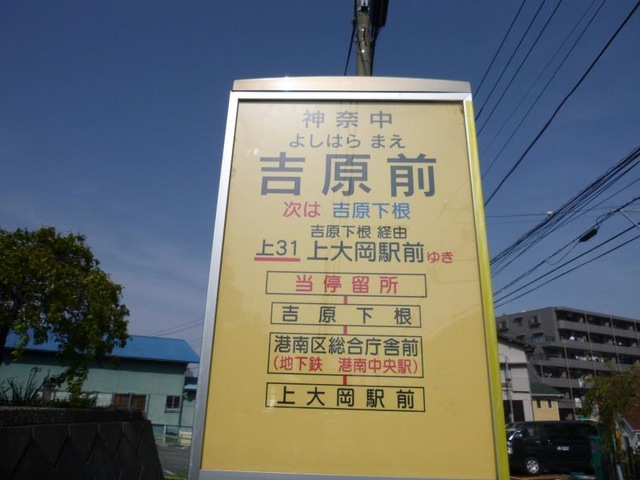 神奈中
よしはら まえ
吉原前
次は 吉原下根
吉原下根 経由
上31 上大岡駅前ゆき
当停留所
吉原下根
港南区総合庁舎前
(地下鉄 港南中央駅)
上大岡駅前